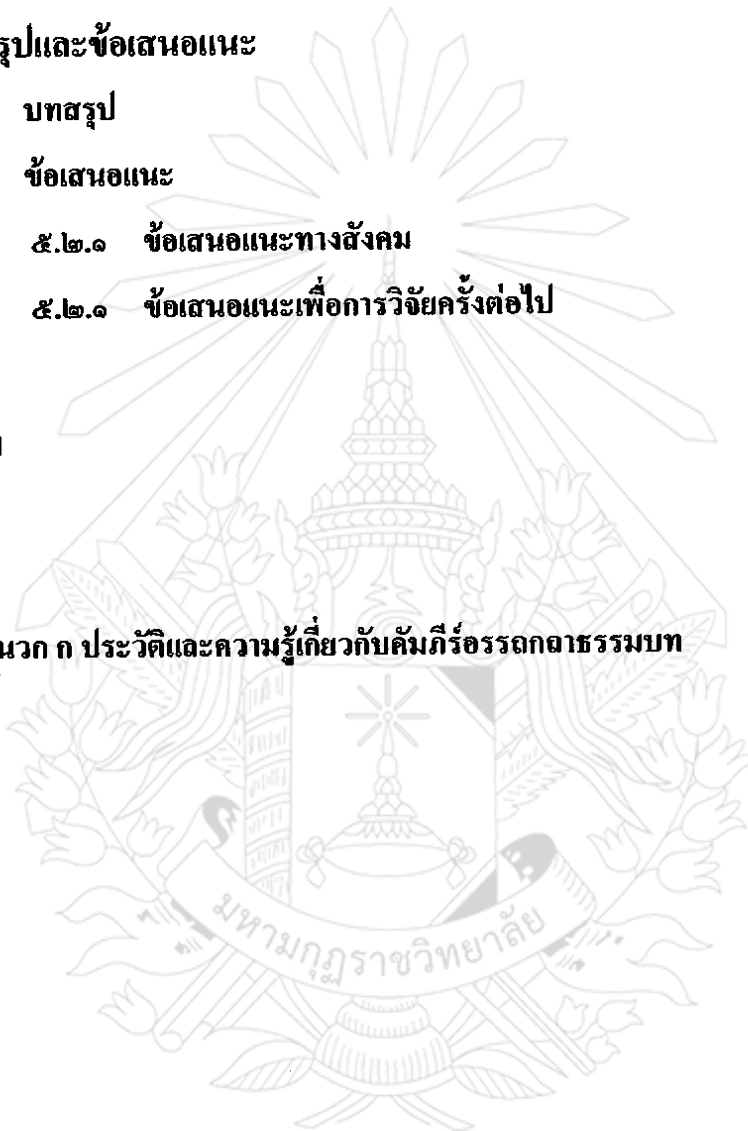 รุปและข้อเสนอแนะ
บทสรุป
ข้อเสนอแนะ
๕.๒.๑ ข้อเสนอแนะทางสังคม
๕.๒.๑ ข้อเสนอแนะเพื่อการวิจัยครั้งต่อไป
นวก ก ประวัติและความรู้เกี่ยวกับคัมภีร์อรรถกถาธรรมบท
มหามกุฏราชวิทยาลัย